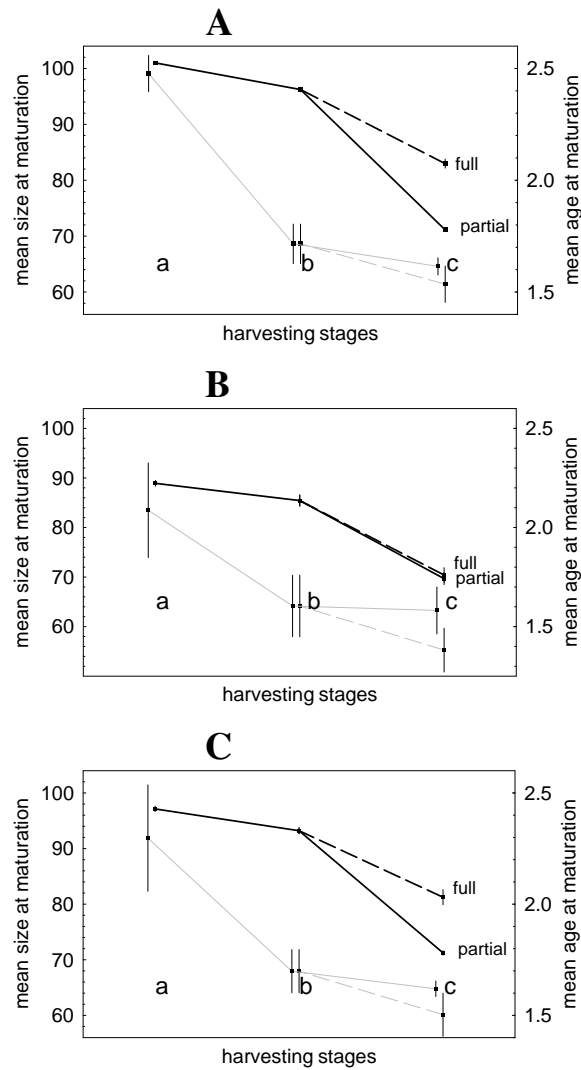 A
mean size at maturation
100
90
80
70
60
2.5
2.0
1.5
mean age at maturation
full
partial
a
b
c
harvesting stages
B
mean size at maturation
100
90
80
70
60
2.5
2.0
1.5
mean age at maturation
full
partial
a
b
c
harvesting stages
C
mean size at maturation
100
90
80
70
60
2.5
2.0
1.5
mean age at maturation
full
partial
a
b
c
harvesting stages